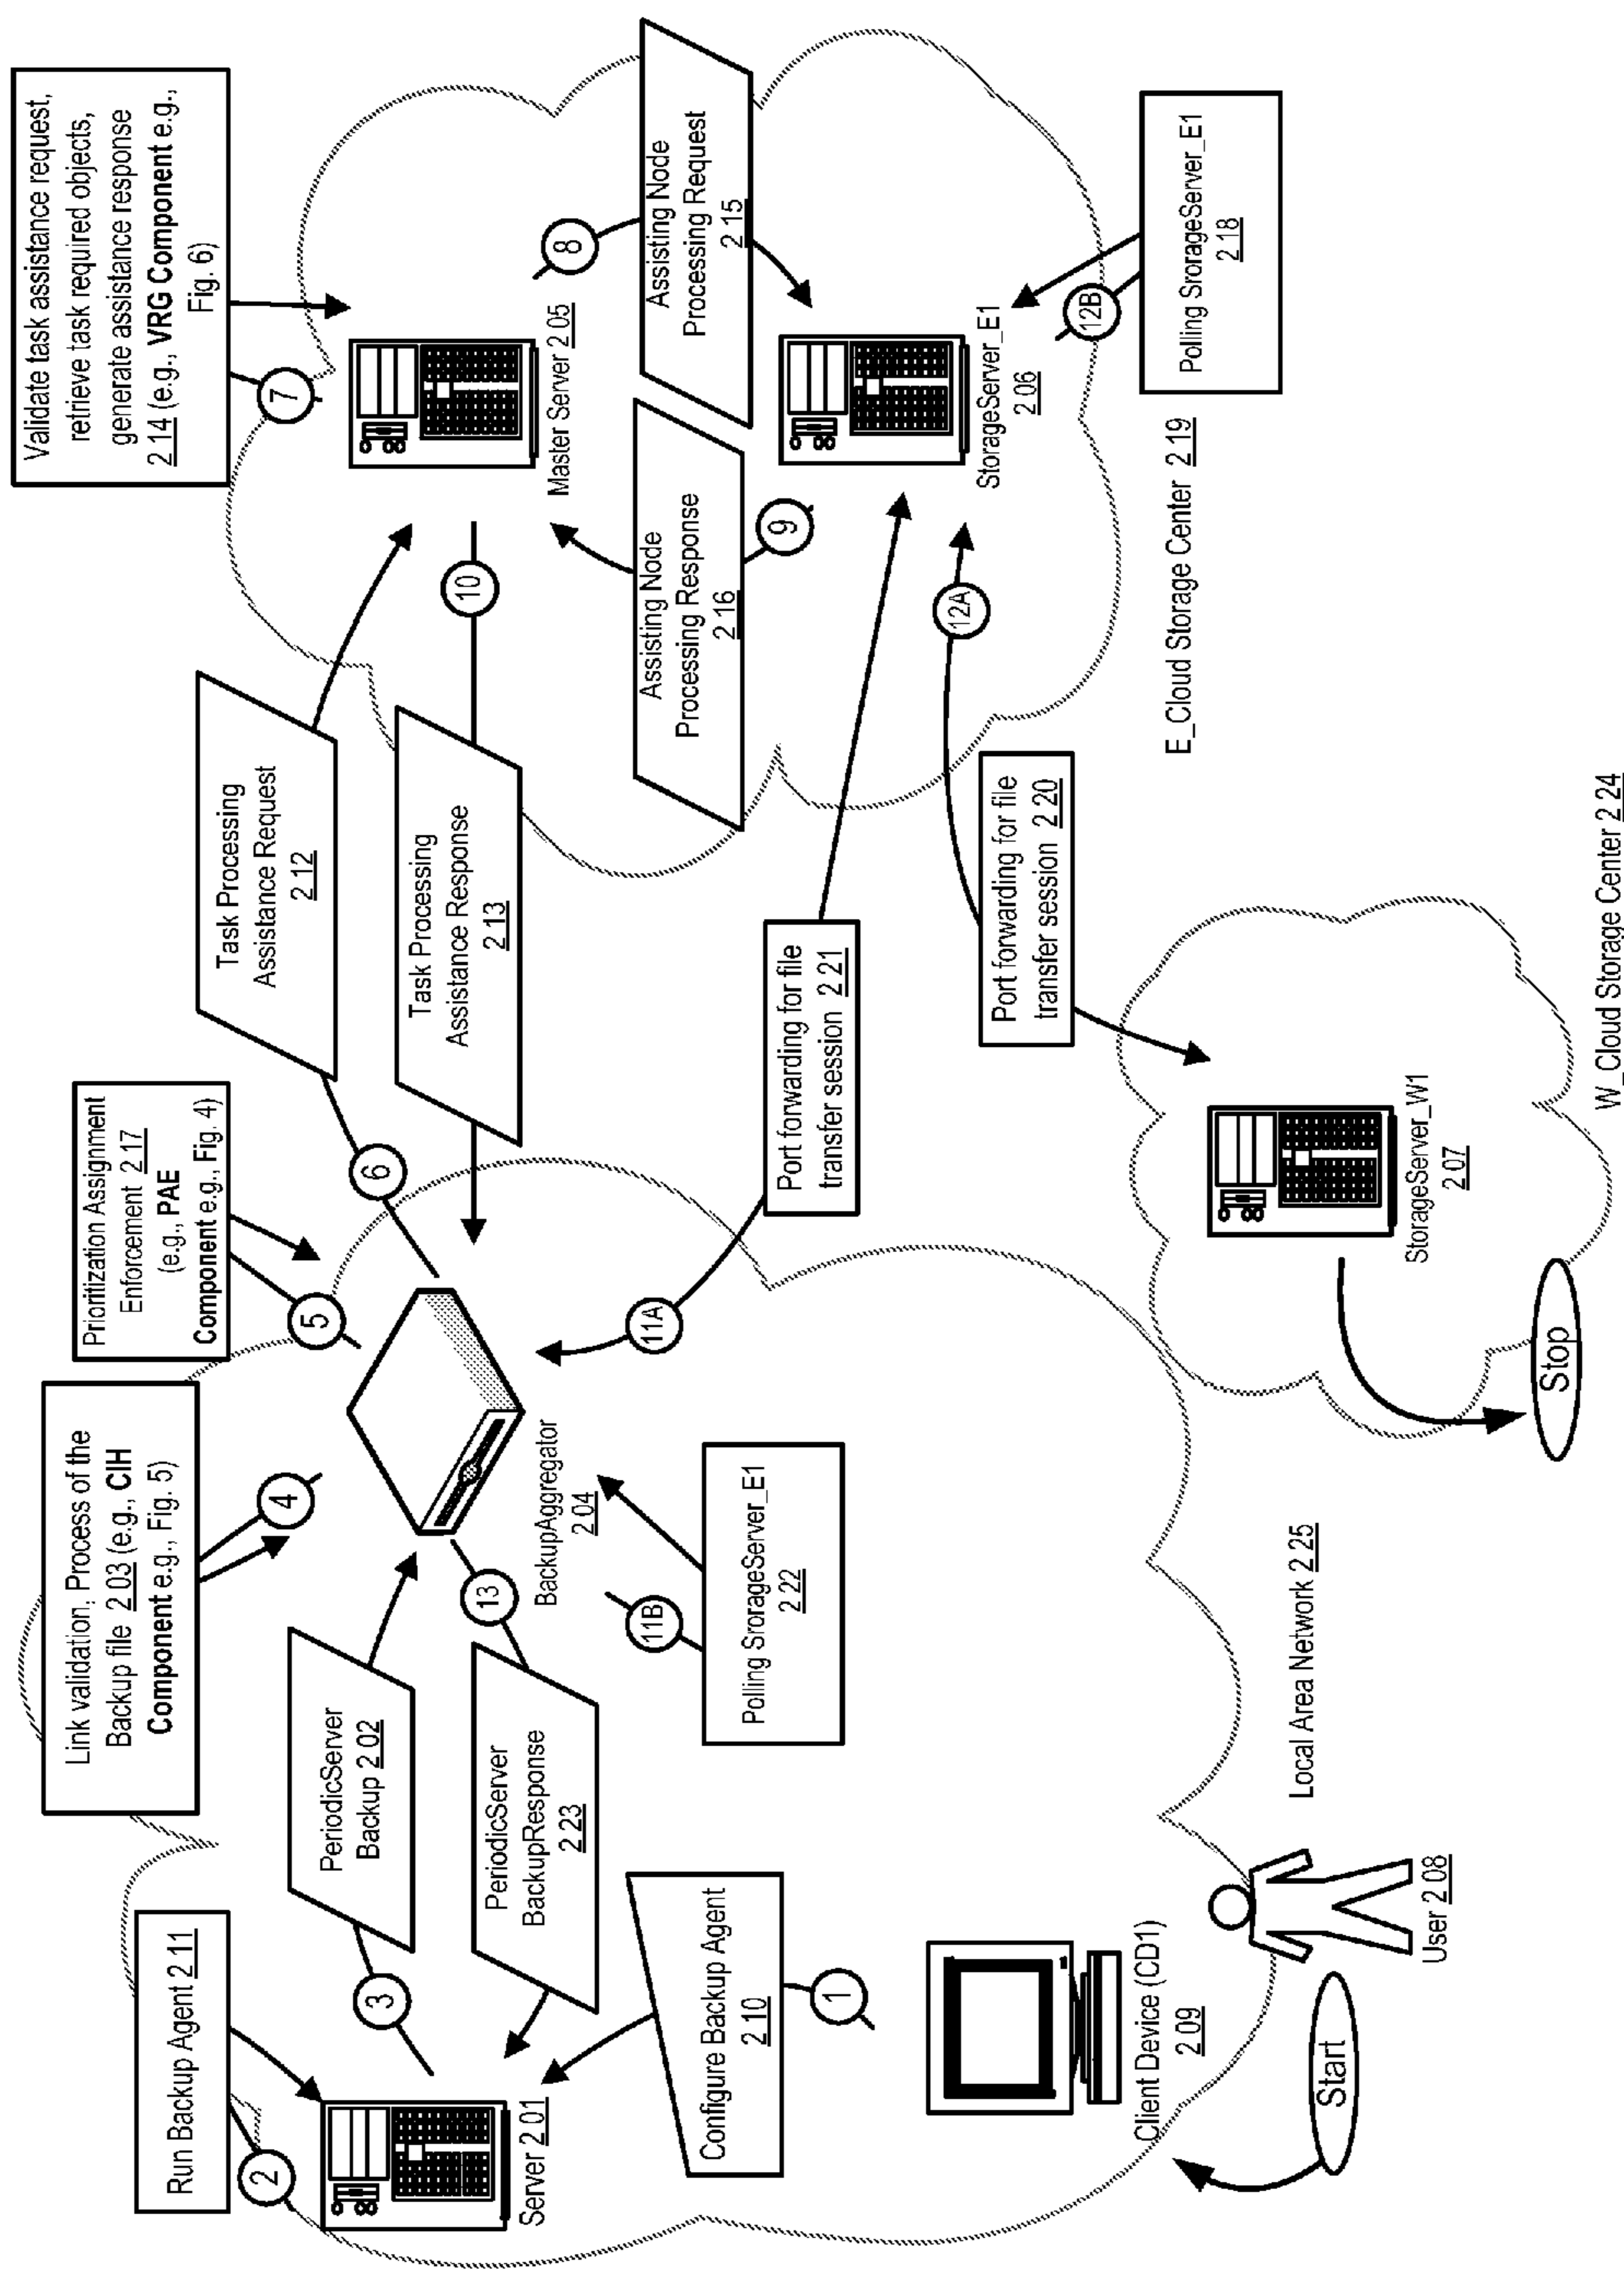 Run Backup Agent 2 11
2
Server 2 01
Configure Backup Agent
2 10
1
Client Device (CD1)
2 09
Start
User 2 08
Local Area Network 2 25
3
PeriodicServer
Backup 2 02
PeriodicServer
BackupResponse
2 23
13
Link validation, Process of the
Backup file 2 03 (e.g., CIH
Component e.g., Fig. 5)
4
BackupAggregator
2 04
11B
Polling SrorageServer_E1
2 22
Prioritization Assignment
Enforcement 2 17
(e.g., PAE
Component e.g., Fig. 4)
5
6
Task Processing
Assistance Request
2 12
Task Processing
Assistance Response
2 13
11A
Port forwarding for file
transfer session 2 21
Port forwarding for file
transfer session 2 20
StorageServer_W1
2 07
Stop
W_Cloud Storage Center 2 24
Validate task assistance request,
retrieve task required objects,
generate assistance response
2 14 (e.g., VRG Component e.g.,
Fig. 6)
7
Master Server 2 05
10
8
Assisting Node
Processing Request
2 15
Assisting Node
Processing Response
2 16
9
StorageServer_E1
2 06
12A
12B
Polling SrorageServer_E1
2 18
E_Cloud Storage Center 2 19